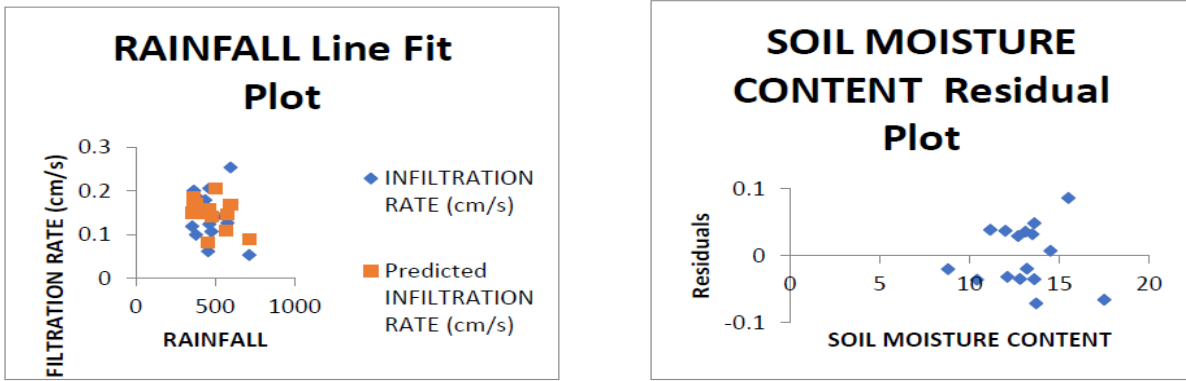 RAINFALL Line Fit
Plot
0.3
0.2
0.1
0
0
500
1000
FILTRATION RATE (cm/s)
RAINFALL
INFILTRATION
RATE (cm/s)
Predicted
INFILTRATION
RATE (cm/s)
SOIL MOISTURE
CONTENT Residual
Plot
0.1
0
-0.1
0
5
10
15
20
Residuals
SOIL MOISTURE CONTENT